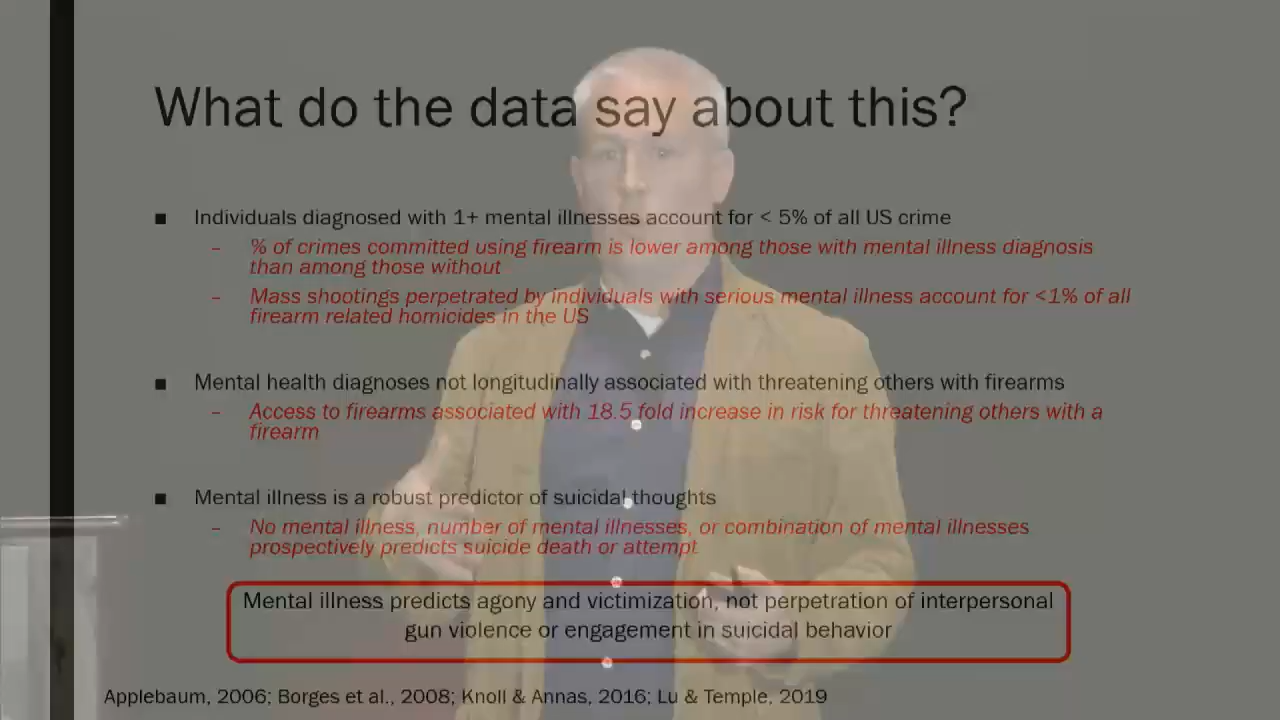 What do the data say about this?
■ Individuals diagnosed with 1+ mental illnesses account for < 5% of all US crime
– % of crimes committed using firearm is lower among those with mental illness diagnosis
than among those without
– Mass shootings perpetrated by individuals with serious mental illness account for <1% of all
firearm related homicides in the US
■ Mental health diagnoses not longitudinally associated with threatening others with firearms
– Access to firearms associated with 18.5 fold increase in risk for threatening others with a
firearm
■ Mental illness is a robust predictor of suicidal thoughts
– No mental illness, number of mental illnesses, or combination of mental illnesses
prospectively predicts suicide death or attempt
Mental illness predicts agony and victimization, not perpetration of interpersonal
gun violence or engagement in suicidal behavior
Applebaum, 2006; Borges et al., 2008; Knoll & Annas, 2016; Lu & Temple, 2019